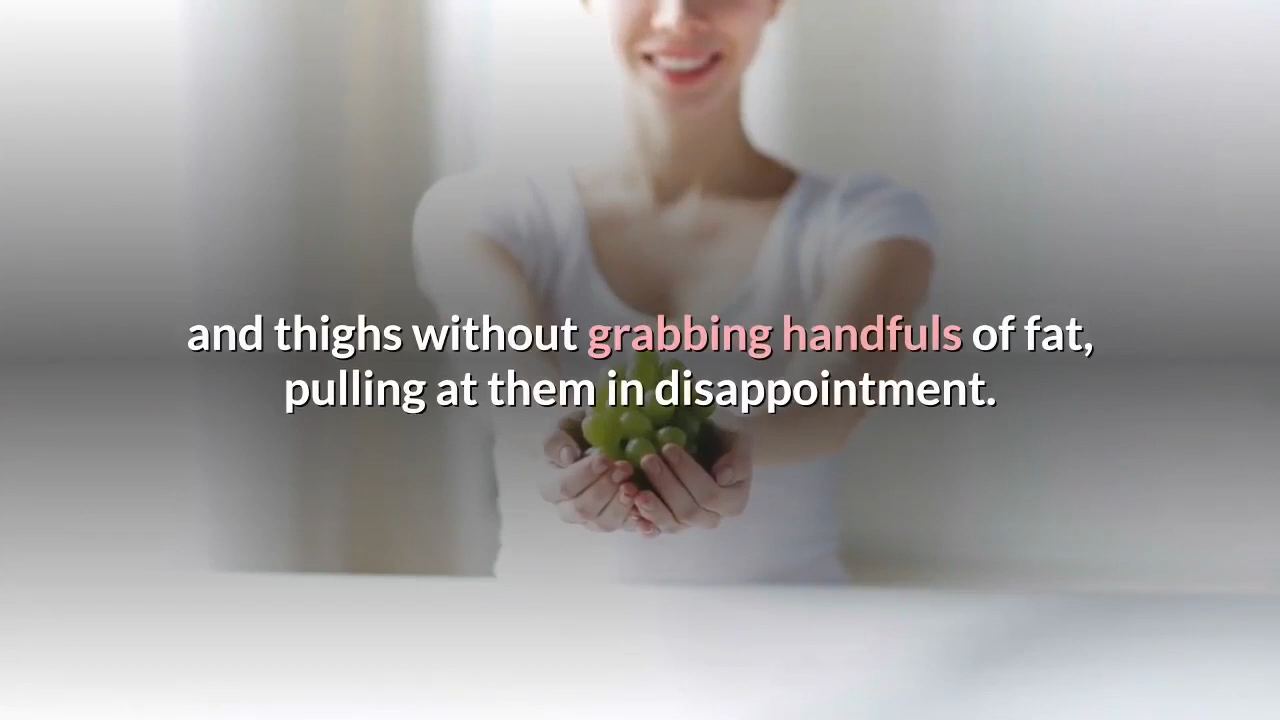 and thighs without grabbing handfuls of fat,
pulling at them in disappointment.